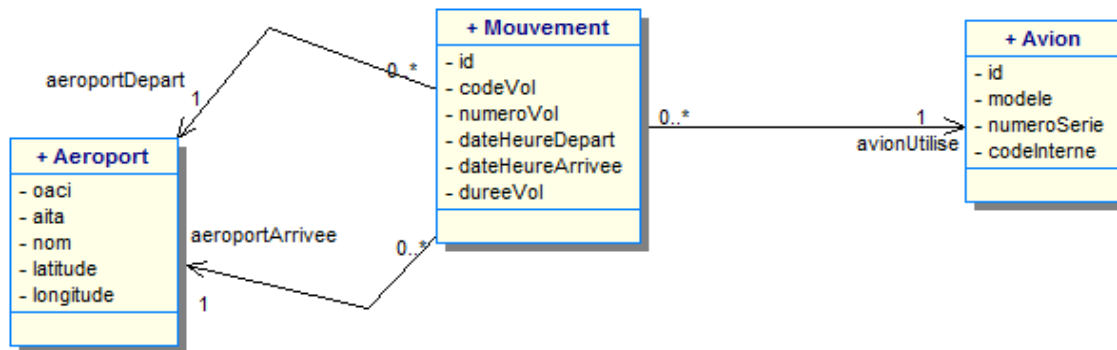 + Mouvement
- id
- codeVol
- numeroVol
- dateHeureDepart
- dateHeureArrivee
- dureeVol
+ Avion
- id
- modele
- numeroSerie
- codeInterne
aeroportDepart
0..*
1
0..*
1
avionUtilise
+ Aeroport
- oaci
- aita
- nom
- latitude
- longitude
aeroportArrivee
0..*
1